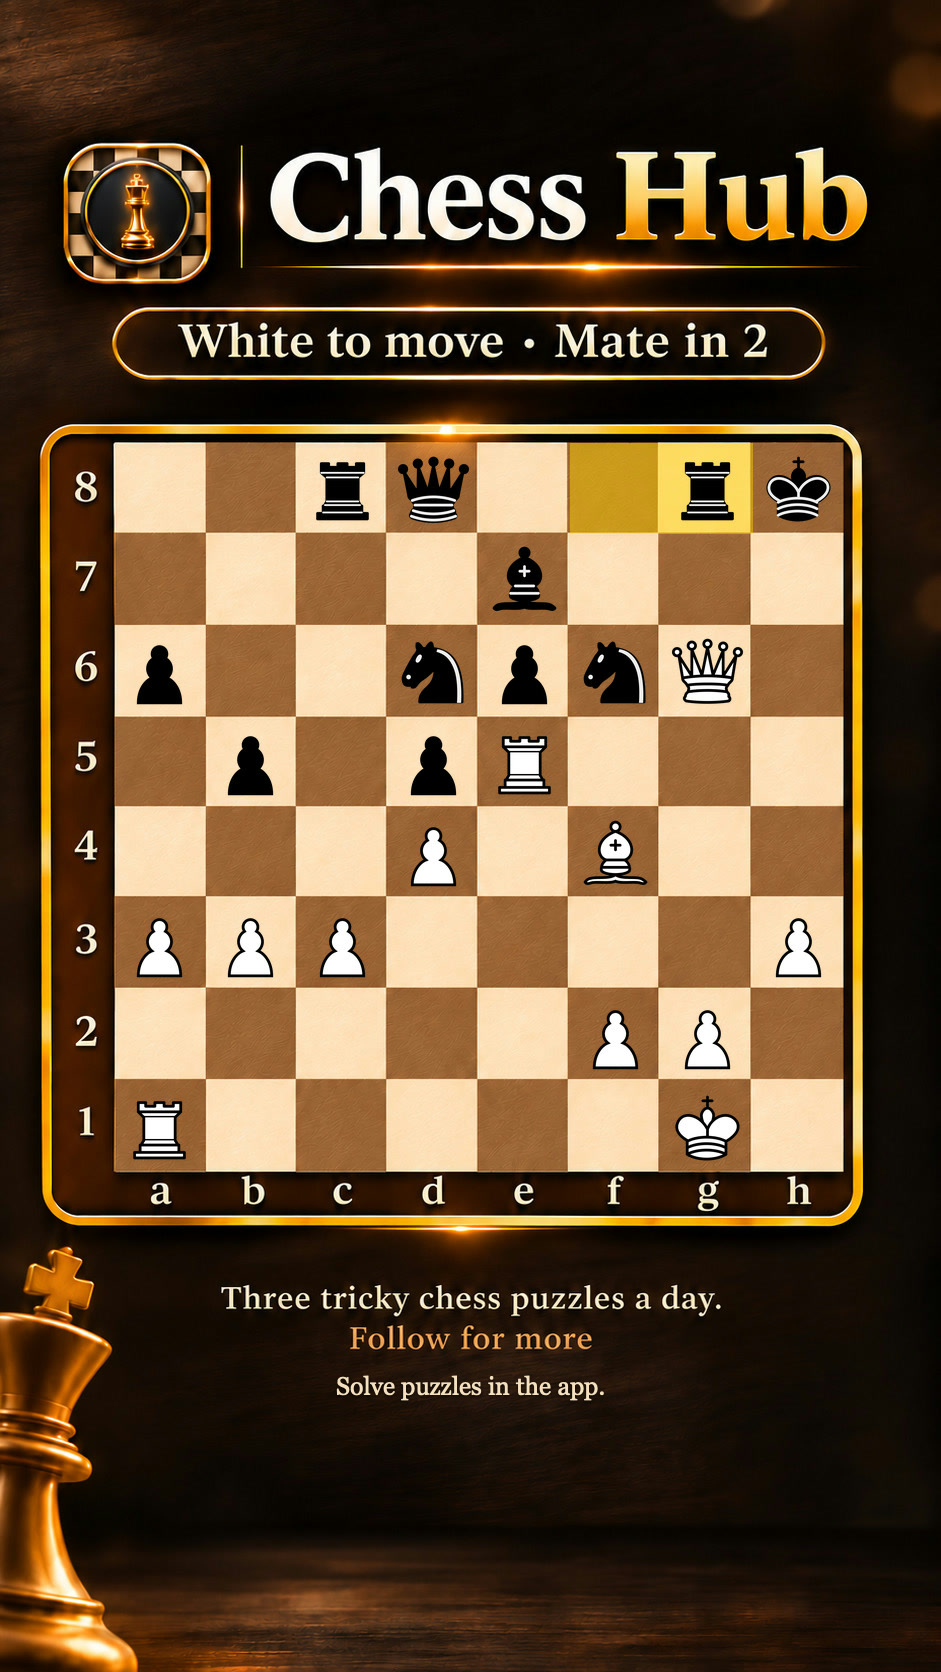 Chess Hub
White to move · Mate in 2
8
7
6
5
4
3
2
1
a b c d e f g h
Three tricky chess puzzles a day.
Follow for more
Solve puzzles in the app.